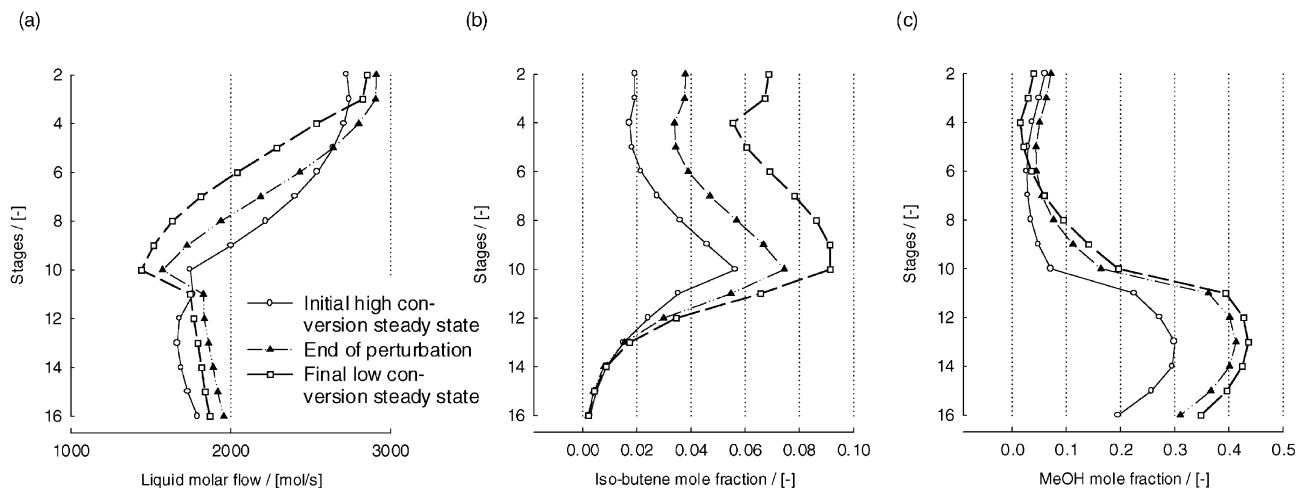 (a)
(b)
(c)
2
4
6
8
10
12
14
16
Stages / [-]
1000
2000
3000
Liquid molar flow / [mol/s]
Initial high con-
version steady state
End of perturbation
Final low con-
version steady state
2
4
6
8
10
12
14
16
Stages / [-]
0.00
0.02
0.04
0.06
0.08
0.10
Iso-butene mole fraction / [-]
2
4
6
8
10
12
14
16
Stages / [-]
0.0
0.1
0.2
0.3
0.4
0.5
MeOH mole fraction / [-]